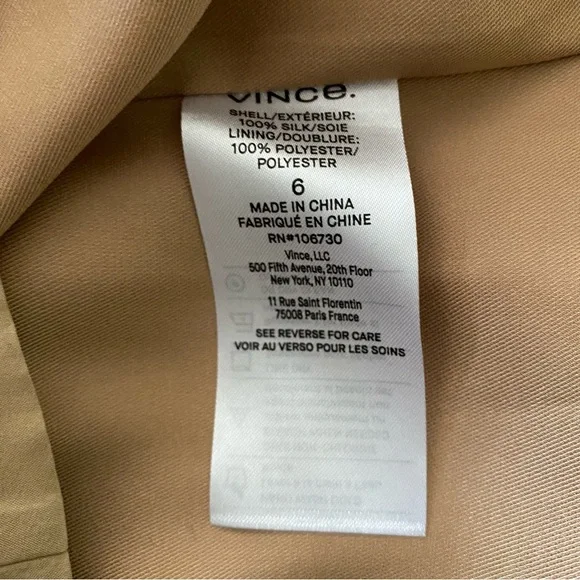 VINCE.
SHELL/EXTÉRIEUR:
100% SILK/SOIE
LINING/DOUBLURE:
100% POLYESTER/
POLYESTER
6
MADE IN CHINA
FABRIQUÉ EN CHINE
RN#106730
Vince, LLC
500 Fifth Avenue, 20th Floor
New York, NY 10110
11 Rue Saint Florentin
75008 Paris France
SEE REVERSE FOR CARE
VOIR AU VERSO POUR LES SOINS